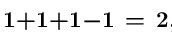 1+1+1−1 = 2,